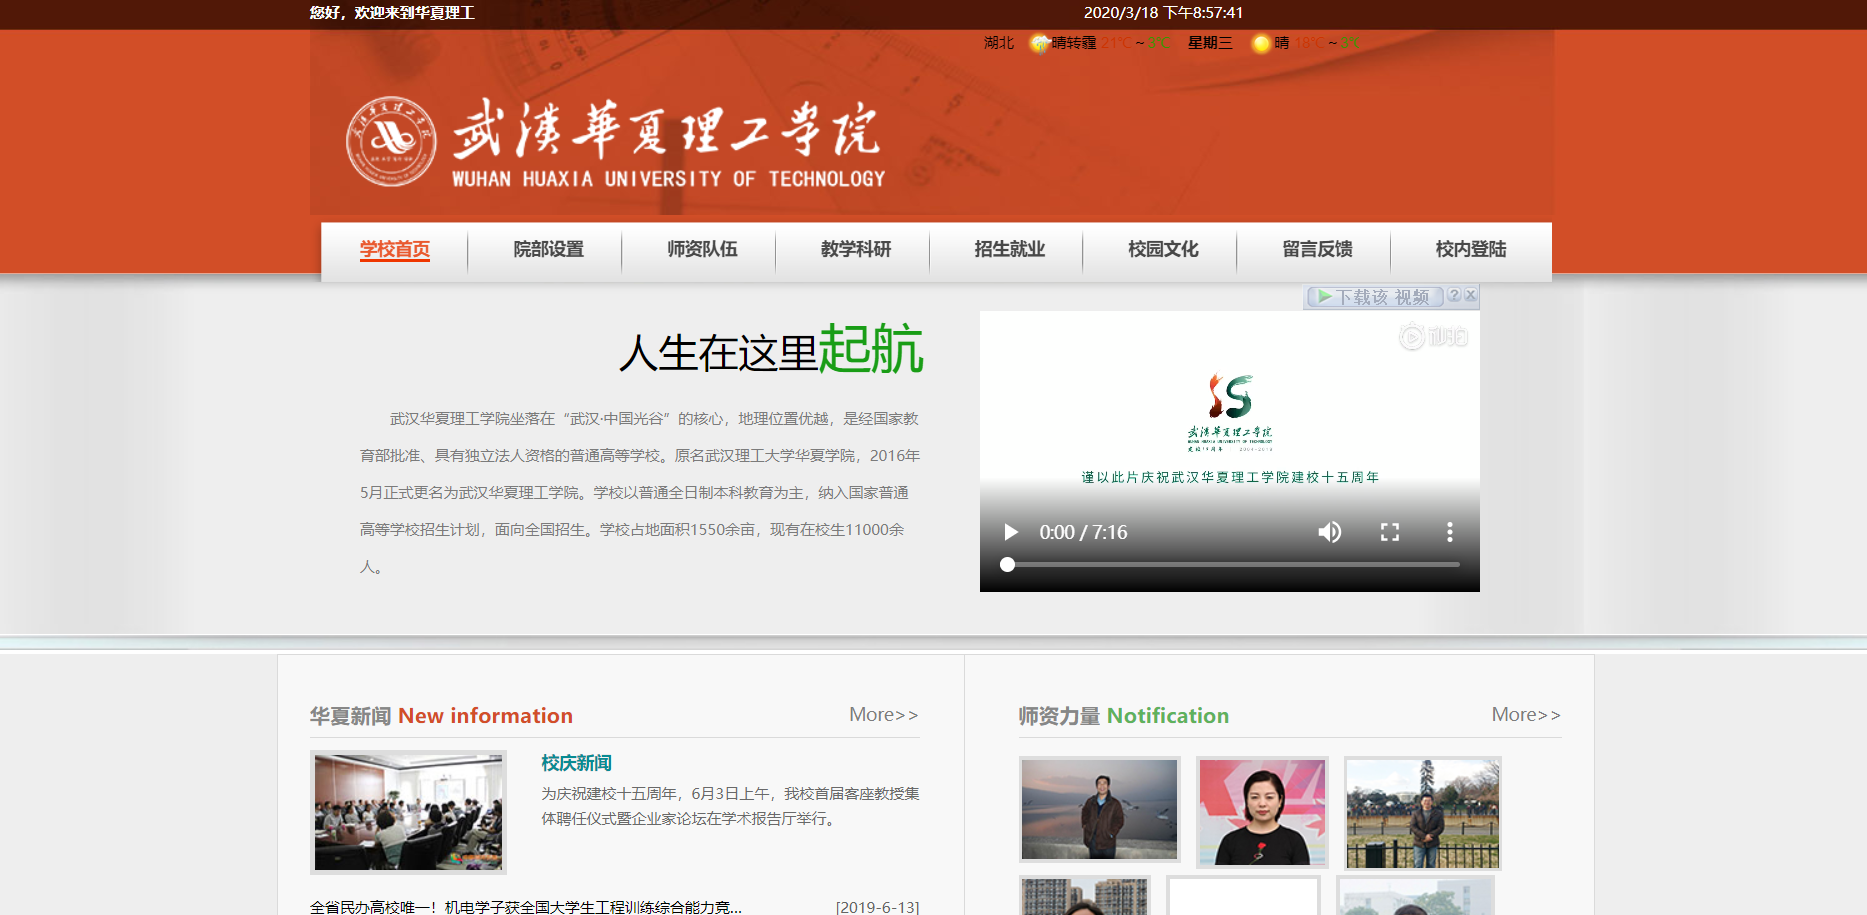 您好，欢迎来到华夏理工
2020/3/18 下午8:57:41
湖北 晴转霾 21℃ ~ 3℃ 星期三 晴 18℃ ~ 3℃
武漢華夏理工学院
WUHAN HUAXIA UNIVERSITY OF TECHNOLOGY
学校首页 院部设置 师资队伍 教学科研 招生就业 校园文化 留言反馈 校内登陆
下载该 视频 ? X
人生在这里起航
武汉华夏理工学院坐落在“武汉·中国光谷”的核心，地理位置优越，是经国家教
育部批准、具有独立法人资格的普通高等学校。原名武汉理工大学华夏学院，2016年
5月正式更名为武汉华夏理工学院。学校以普通全日制本科教育为主，纳入国家普通
高等学校招生计划，面向全国招生。学校占地面积1550余亩，现有在校生11000余
人。
秒拍
武漢華夏理工學院
谨以此片庆祝武汉华夏理工学院建校十五周年
0:00 / 7:16
华夏新闻 New information
More>>
校庆新闻
为庆祝建校十五周年，6月3日上午，我校首届客座教授集
体聘任仪式暨企业家论坛在学术报告厅举行。
全省民办高校唯一！机电学子获全国大学生工程训练综合能力竞... [2019-6-13]
师资力量 Notification
More>>